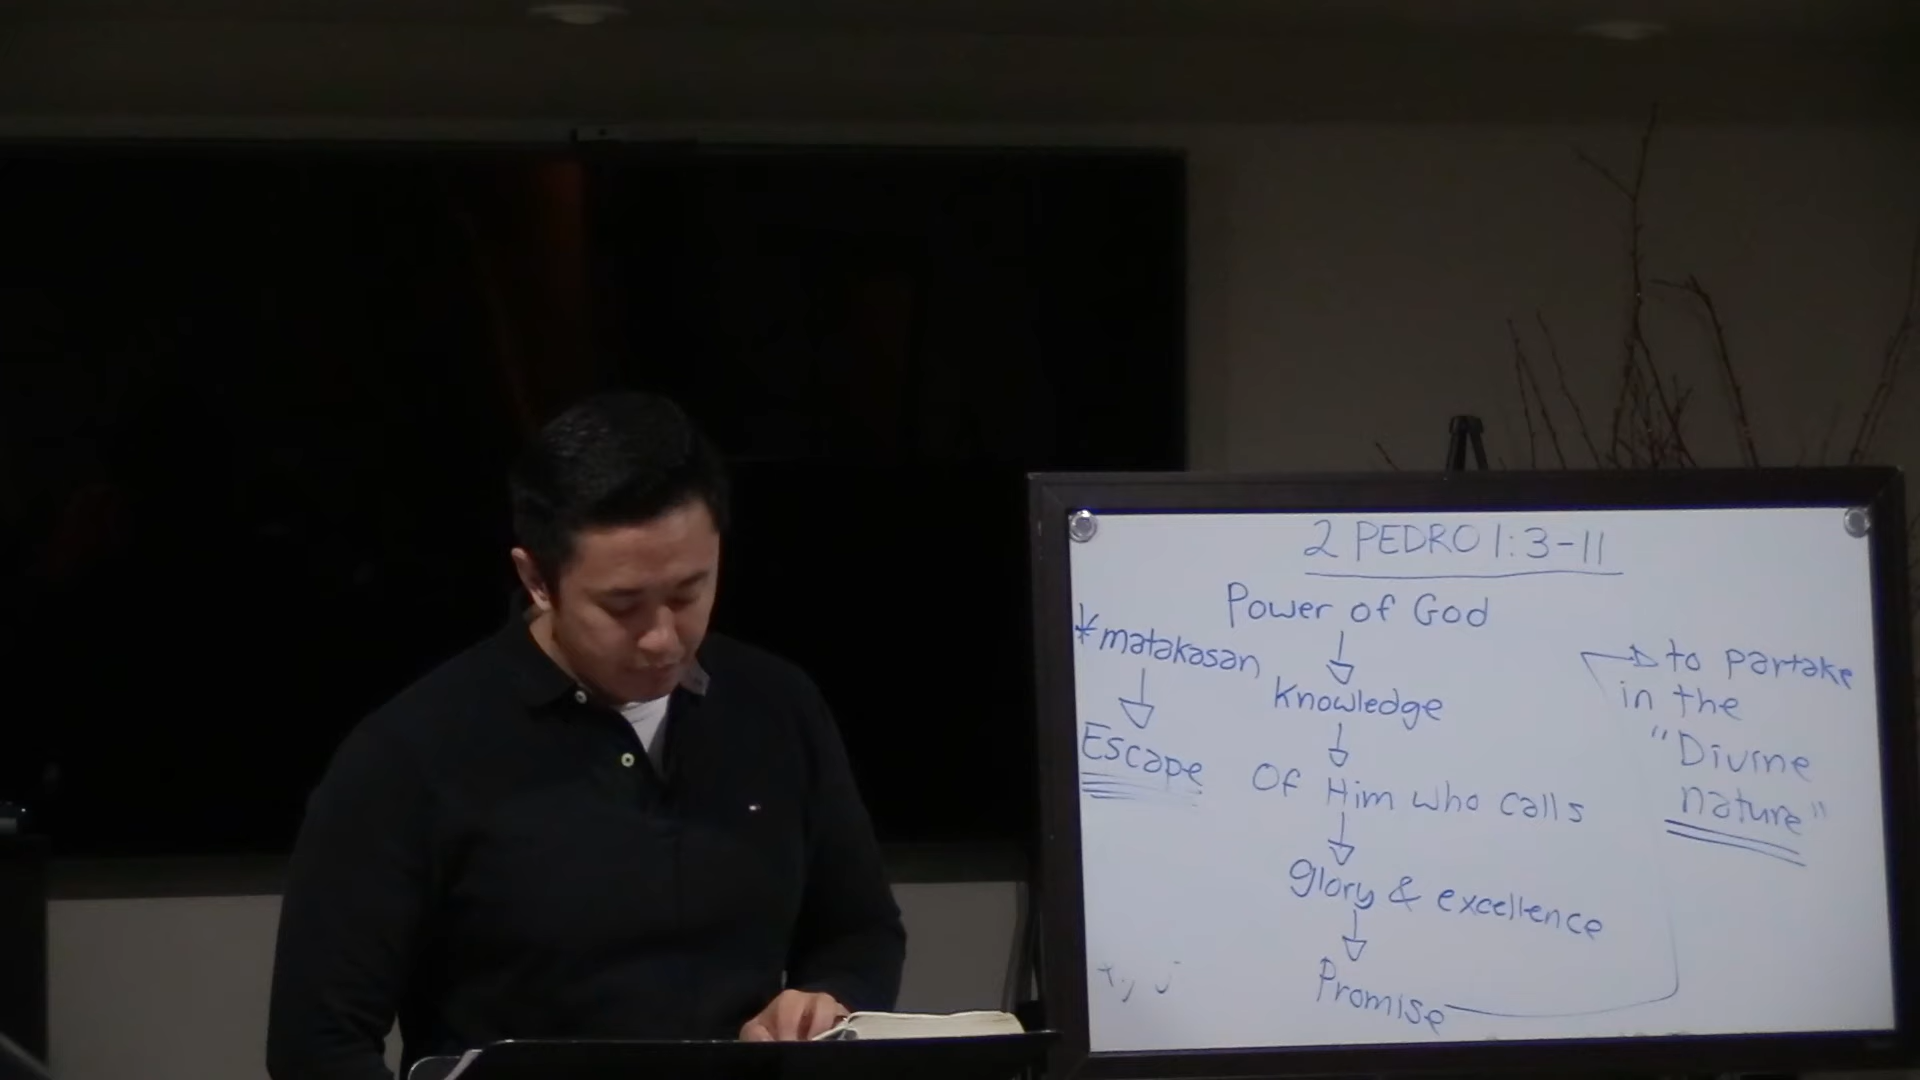 2 PEDRO 1:3-11
Power of God
*matakasan
Escape
Knowledge
Of Him who calls
Glory & excellence
Promise
to partake
in the
"Divine
nature"